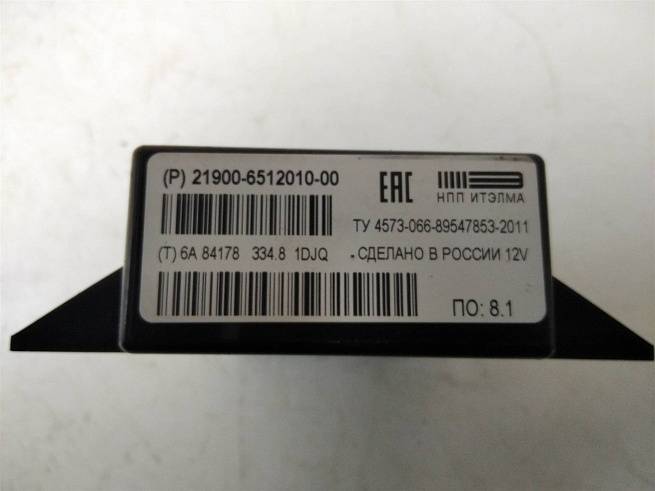 (P) 21900-6512010-00
EAC
НПП ИТЭЛМА
ТУ 4573-066-89547853-2011
(T) 6A 84178 334.8 1DJQ
СДЕЛАНО В РОССИИ 12V
ПО: 8.1